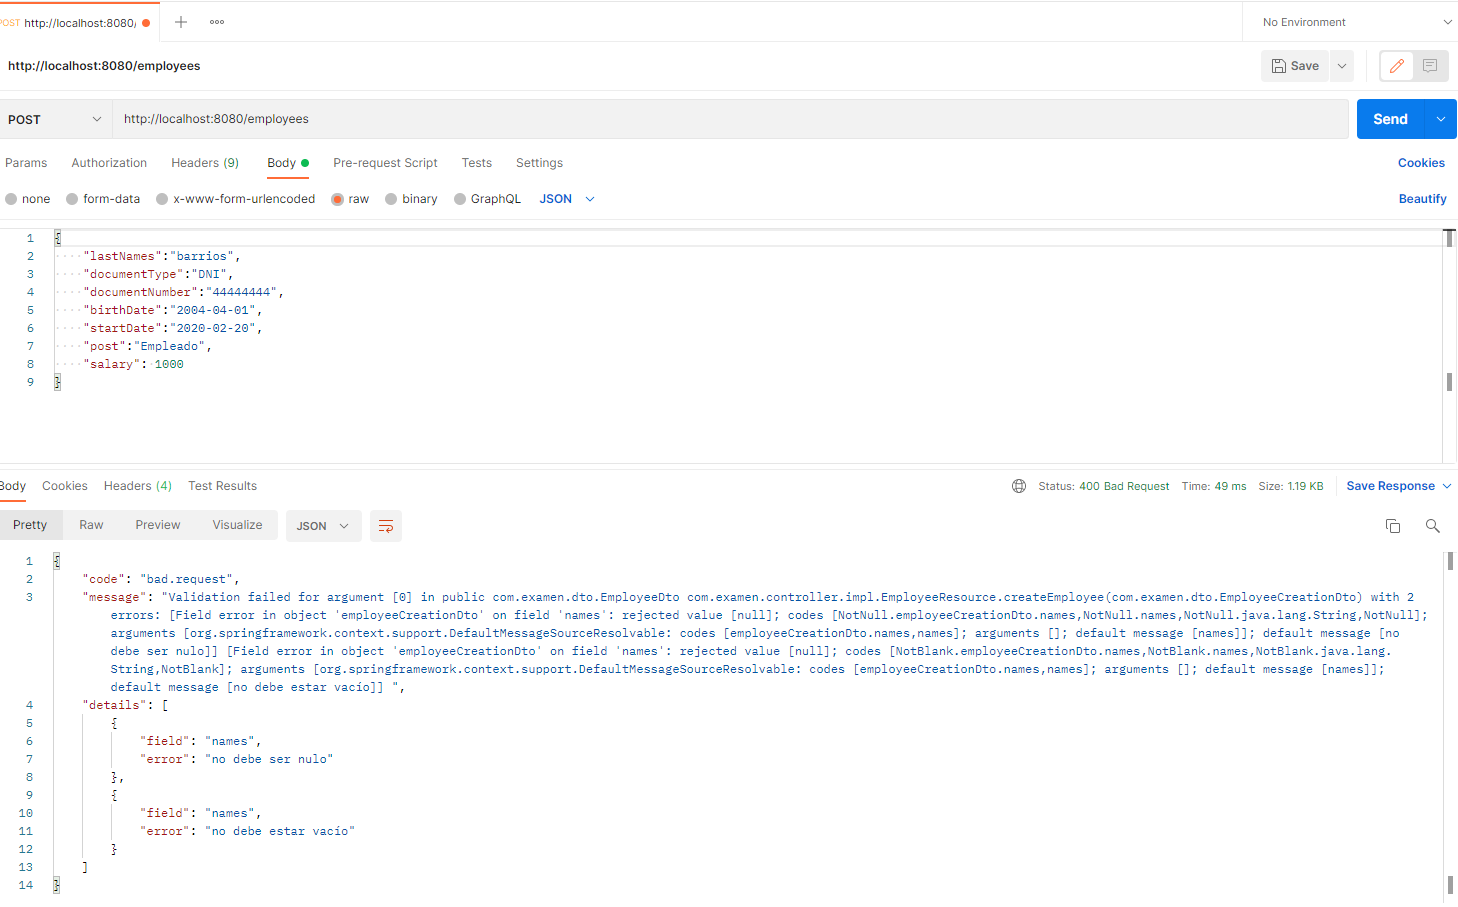 POST http://localhost:8080/
No Environment
http://localhost:8080/employees
Save
POST http://localhost:8080/employees Send
Params Authorization Headers (9) Body Pre-request Script Tests Settings Cookies
none form-data x-www-form-urlencoded raw binary GraphQL JSON Beautify
1 {
2 "lastNames":"barrios",
3 "documentType":"DNI",
4 "documentNumber":"44444444",
5 "birthDate":"2004-04-01",
6 "startDate":"2020-02-20",
7 "post":"Empleado",
8 "salary": 1000
9 }
Body Cookies Headers (4) Test Results Status: 400 Bad Request Time: 49 ms Size: 1.19 KB Save Response
Pretty Raw Preview Visualize JSON
1 {
2 "code": "bad.request",
3 "message": "Validation failed for argument [0] in public com.examen.dto.EmployeeDto com.examen.controller.impl.EmployeeResource.createEmployee(com.examen.dto.EmployeeCreationDto) with 2
errors: [Field error in object 'employeeCreationDto' on field 'names': rejected value [null]; codes [NotNull.employeeCreationDto.names,NotNull.names,NotNull.java.lang.String,NotNull];
arguments [org.springframework.context.support.DefaultMessageSourceResolvable: codes [employeeCreationDto.names,names]; arguments []; default message [names]]; default message [no
debe ser nulo]] [Field error in object 'employeeCreationDto' on field 'names': rejected value [null]; codes [NotBlank.employeeCreationDto.names,NotBlank.names,NotBlank.java.lang.
String,NotBlank]; arguments [org.springframework.context.support.DefaultMessageSourceResolvable: codes [employeeCreationDto.names,names]; arguments []; default message [names]];
default message [no debe estar vacío]] ",
4 "details": [
5 {
6 "field": "names",
7 "error": "no debe ser nulo"
8 },
9 {
10 "field": "names",
11 "error": "no debe estar vacío"
12 }
13 ]
14 }